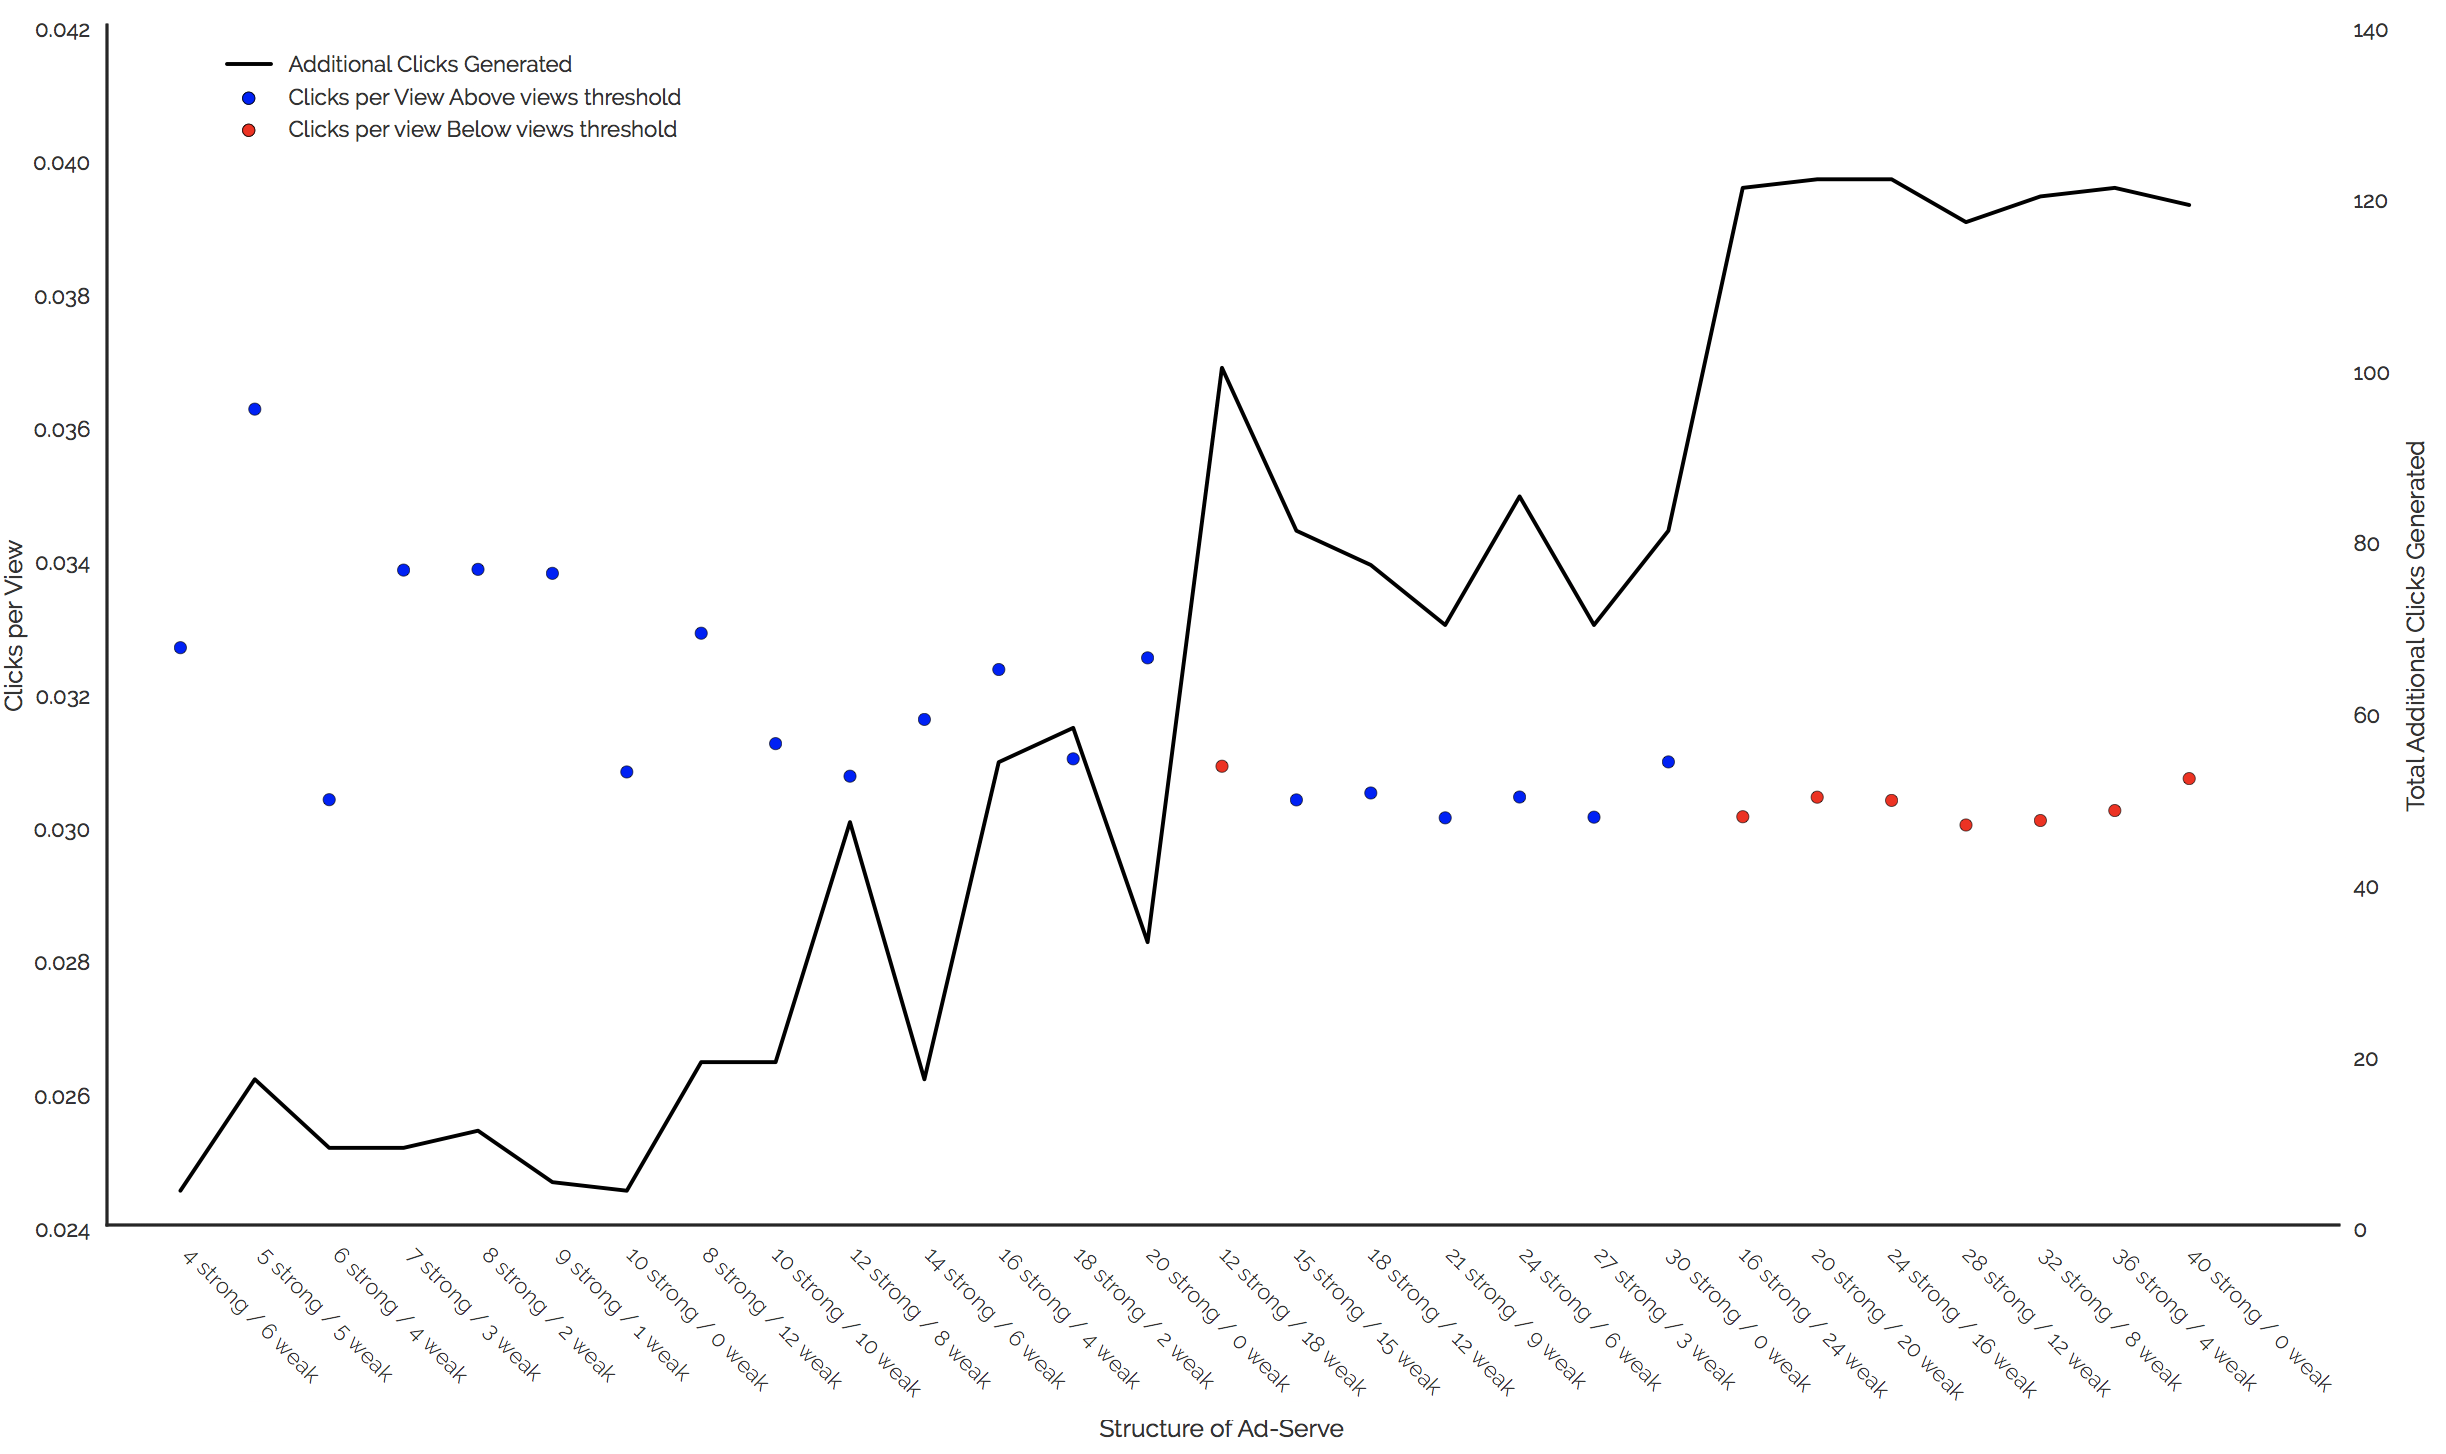 0.042
140
Additional Clicks Generated
Clicks per View Above views threshold
Clicks per view Below views threshold
0.040
120
0.038
100
0.036
0.034
80
Clicks per View
Total Additional Clicks Generated
0.032
60
0.030
40
0.028
20
0.026
0.024
0
4 strong / 6 weak
5 strong / 5 weak
6 strong / 4 weak
7 strong / 3 weak
8 strong / 2 weak
9 strong / 1 weak
10 strong / 0 weak
8 strong / 12 weak
10 strong / 10 weak
12 strong / 8 weak
14 strong / 6 weak
16 strong / 4 weak
18 strong / 2 weak
20 strong / 0 weak
12 strong / 18 weak
15 strong / 15 weak
18 strong / 12 weak
21 strong / 9 weak
24 strong / 6 weak
27 strong / 3 weak
30 strong / 0 weak
16 strong / 24 weak
20 strong / 20 weak
24 strong / 16 weak
28 strong / 12 weak
32 strong / 8 weak
36 strong / 4 weak
40 strong / 0 weak
Structure of Ad-Serve